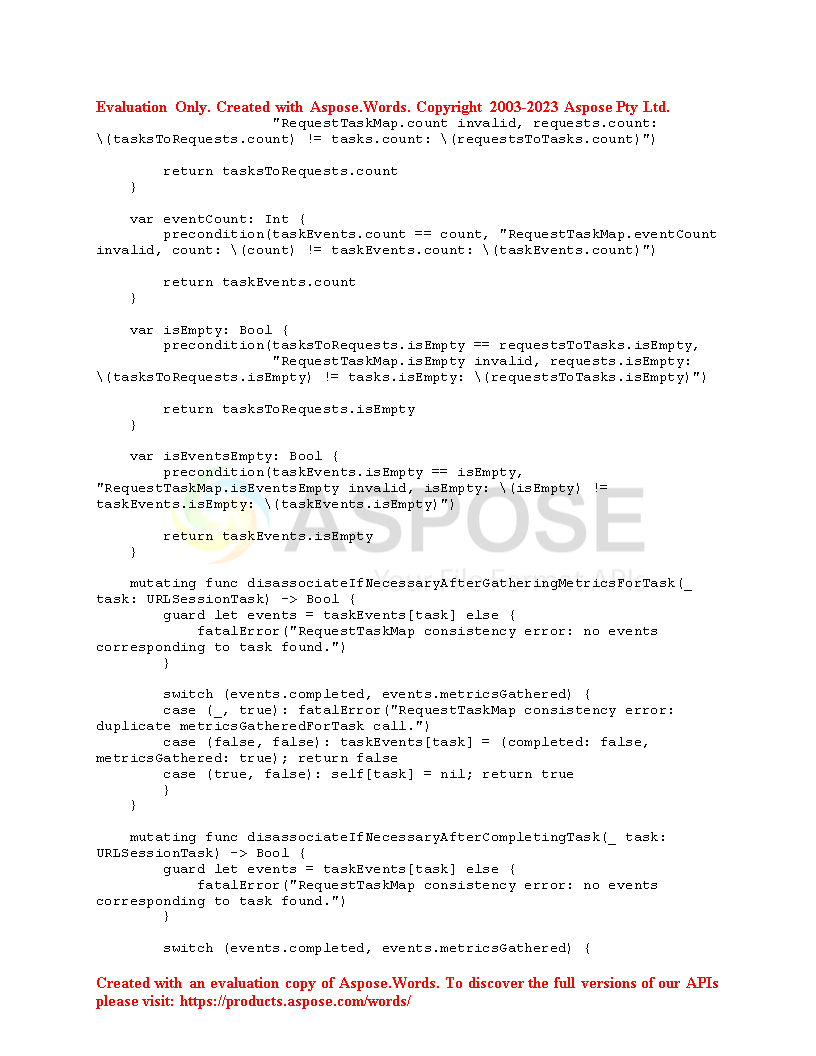 Evaluation Only. Created with Aspose.Words. Copyright 2003-2023 Aspose Pty Ltd.
"RequestTaskMap.count invalid, requests.count:
\(tasksToRequests.count) != tasks.count: \(requestsToTasks.count)")
return tasksToRequests.count
}
var eventCount: Int {
precondition(taskEvents.count == count, "RequestTaskMap.eventCount
invalid, count: \(count) != taskEvents.count: \(taskEvents.count)")
return taskEvents.count
}
var isEmpty: Bool {
precondition(tasksToRequests.isEmpty == requestsToTasks.isEmpty,
"RequestTaskMap.isEmpty invalid, requests.isEmpty:
\(tasksToRequests.isEmpty) != tasks.isEmpty: \(requestsToTasks.isEmpty)")
return tasksToRequests.isEmpty
}
var isEventsEmpty: Bool {
precondition(taskEvents.isEmpty == isEmpty,
"RequestTaskMap.isEventsEmpty invalid, isEmpty: \(isEmpty) !=
taskEvents.isEmpty: \(taskEvents.isEmpty)")
ASPOSE
return taskEvents.isEmpty
}
Your File Format APIs
mutating func disassociateIfNecessaryAfterGatheringMetricsForTask(_
task: URLSessionTask) -> Bool {
guard let events = taskEvents[task] else {
fatalError("RequestTaskMap consistency error: no events
corresponding to task found.")
}
switch (events.completed, events.metricsGathered) {
case (_, true): fatalError("RequestTaskMap consistency error:
duplicate metricsGatheredForTask call.")
case (false, false): taskEvents[task] = (completed: false,
metricsGathered: true); return false
case (true, false): self[task] = nil; return true
}
}
mutating func disassociateIfNecessaryAfterCompletingTask(_ task:
URLSessionTask) -> Bool {
guard let events = taskEvents[task] else {
fatalError("RequestTaskMap consistency error: no events
corresponding to task found.")
}
switch (events.completed, events.metricsGathered) {
Created with an evaluation copy of Aspose.Words. To discover the full versions of our APIs
please visit: https://products.aspose.com/words/